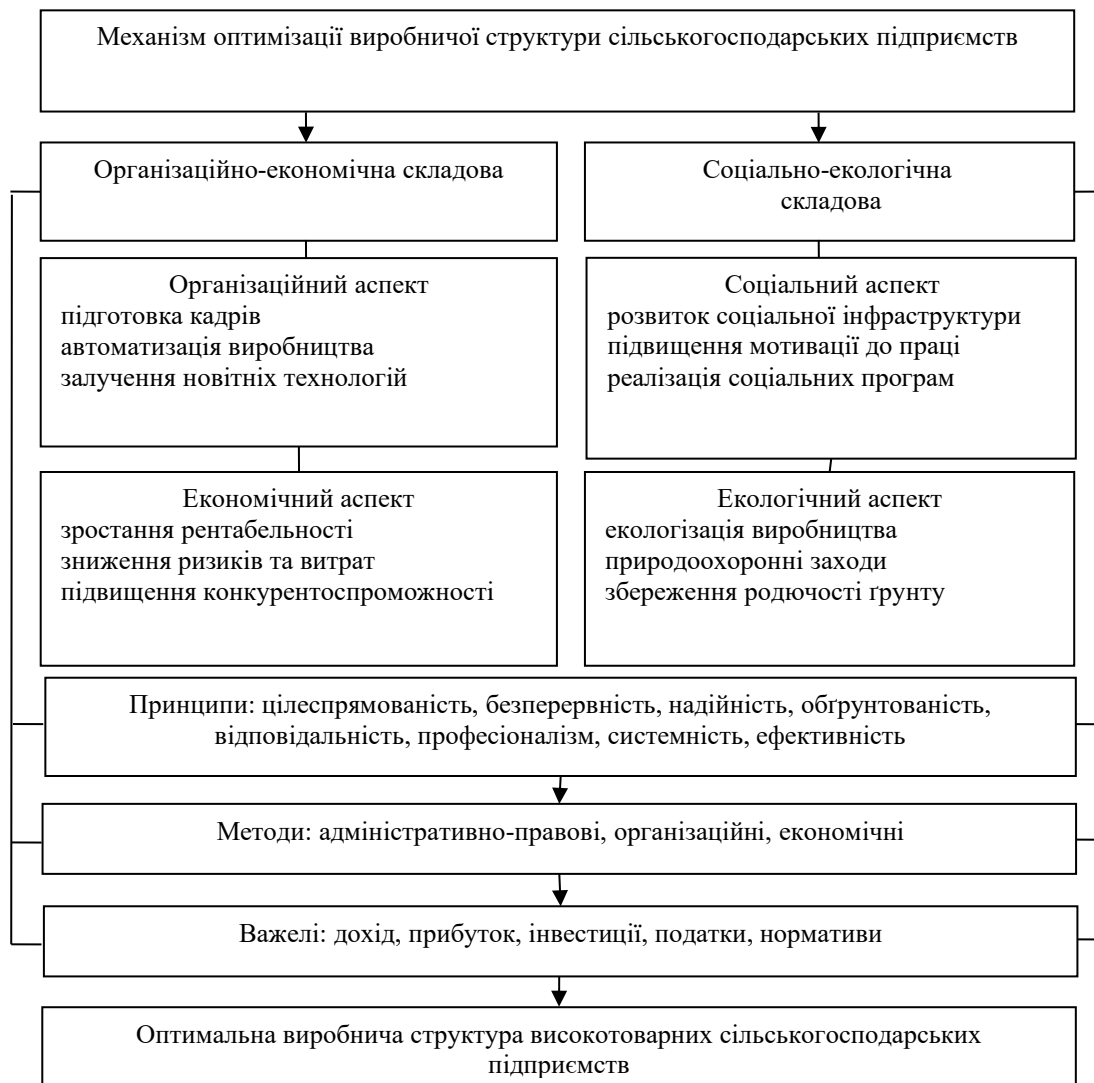 Механізм оптимізації виробничої структури сільськогосподарських підприємств
Організаційно-економічна складова
Соціально-екологічна
складова
Організаційний аспект
підготовка кадрів
автоматизація виробництва
залучення новітніх технологій
Соціальний аспект
розвиток соціальної інфраструктури
підвищення мотивації до праці
реалізація соціальних програм
Економічний аспект
зростання рентабельності
зниження ризиків та витрат
підвищення конкурентоспроможності
Екологічний аспект
екологізація виробництва
природоохоронні заходи
збереження родючості ґрунту
Принципи: цілеспрямованість, безперервність, надійність, обґрунтованість,
відповідальність, професіоналізм, системність, ефективність
Методи: адміністративно-правові, організаційні, економічні
Важелі: дохід, прибуток, інвестиції, податки, нормативи
Оптимальна виробнича структура високотоварних сільськогосподарських
підприємств